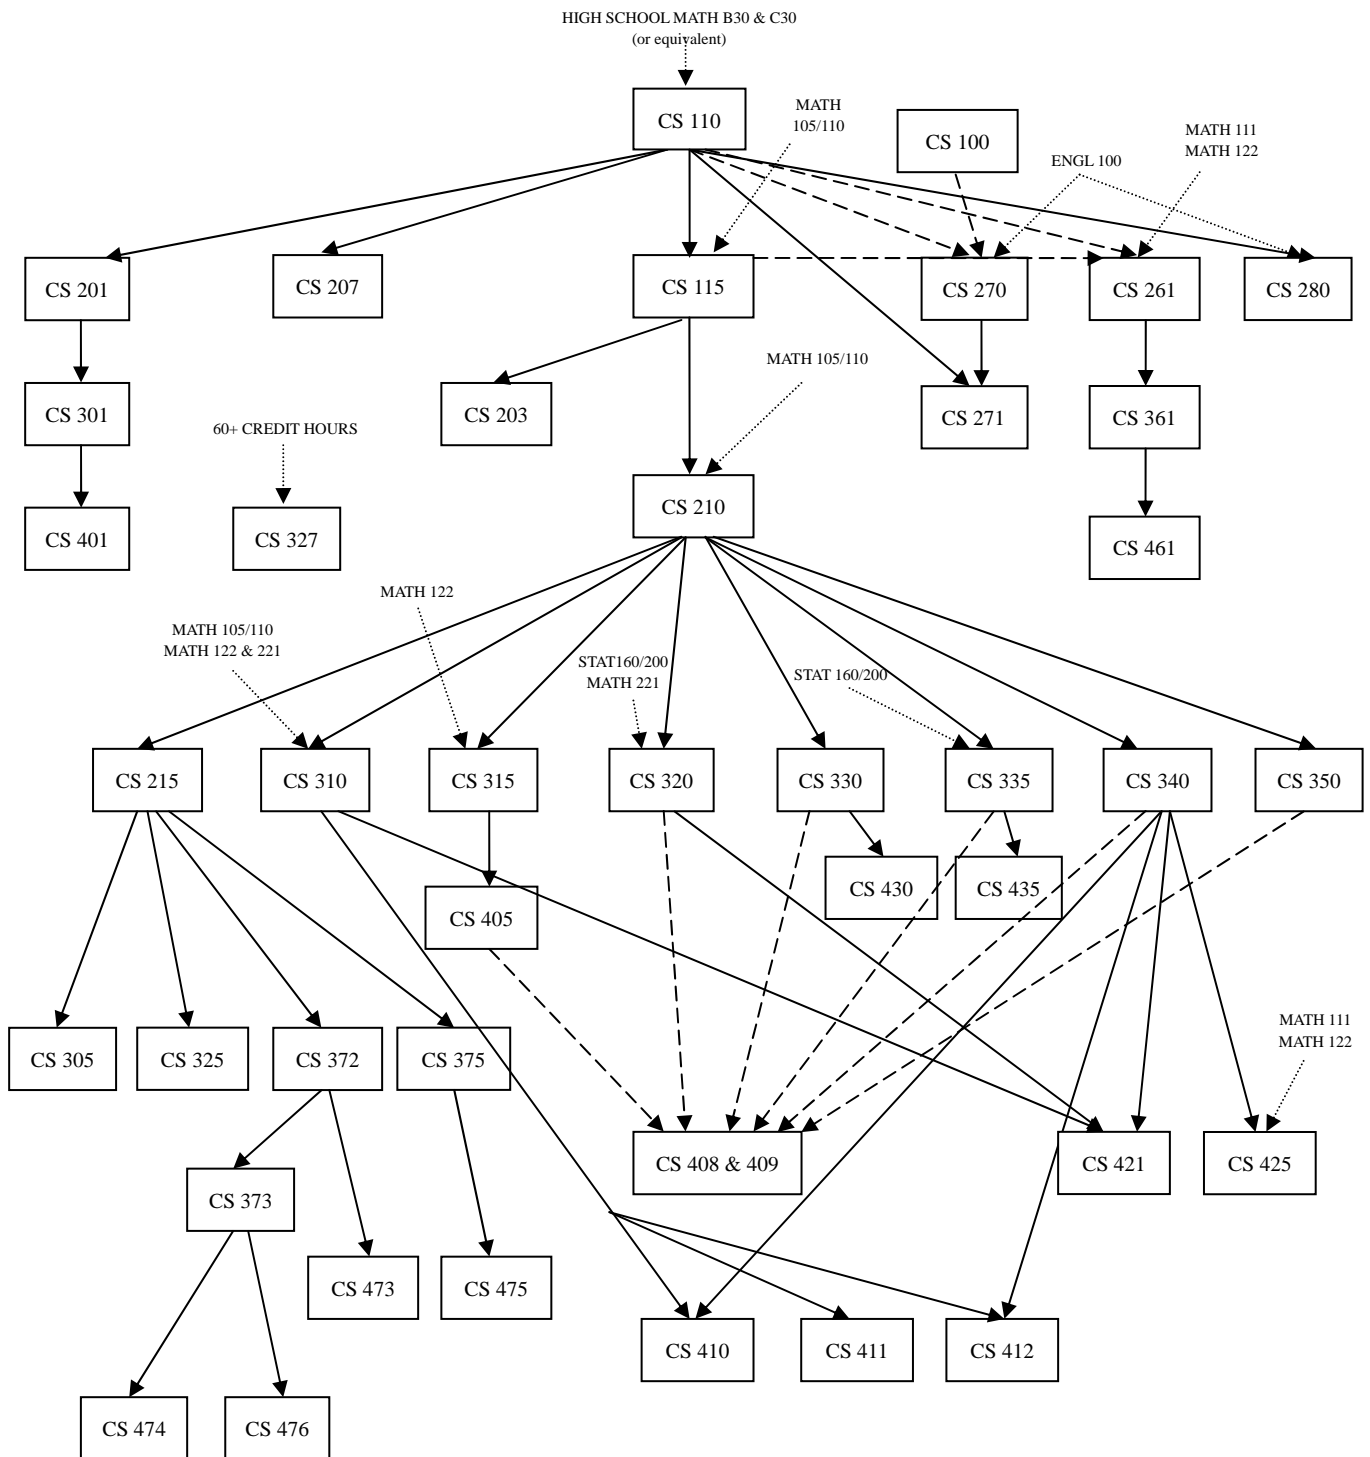 HIGH SCHOOL MATH B30 & C30
(or equivalent)
CS 110
MATH
105/110
CS 100
MATH 111
MATH 122
ENGL 100
CS 201
CS 207
CS 115
CS 270
CS 261
CS 280
MATH 105/110
CS 301
CS 203
CS 271
CS 361
60+ CREDIT HOURS
CS 210
CS 401
CS 327
CS 461
MATH 122
MATH 105/110
MATH 122 & 221
STAT160/200
MATH 221
STAT 160/200
CS 215
CS 310
CS 315
CS 320
CS 330
CS 335
CS 340
CS 350
CS 430
CS 435
CS 405
MATH 111
MATH 122
CS 305
CS 325
CS 372
CS 375
CS 408 & 409
CS 421
CS 425
CS 373
CS 473
CS 475
CS 410
CS 411
CS 412
CS 474
CS 476